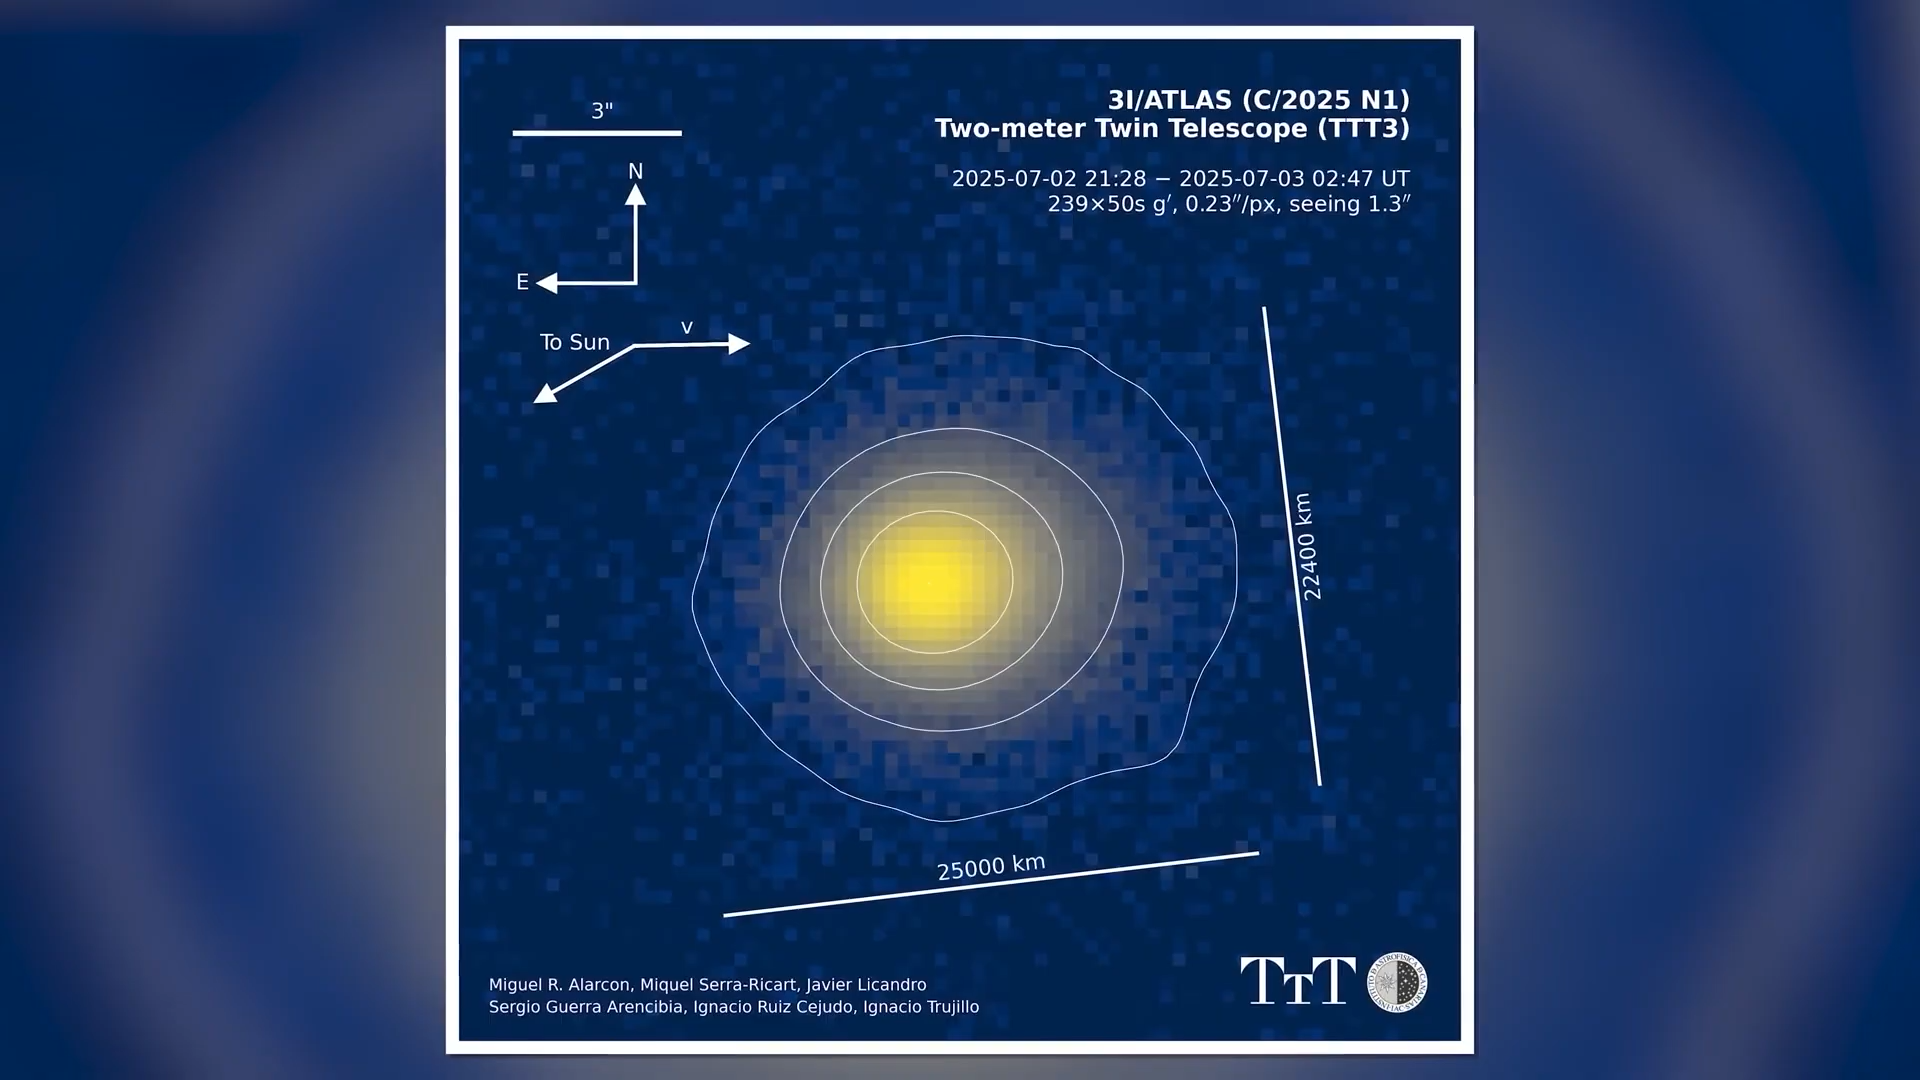 3"
3I/ATLAS (C/2025 N1)
Two-meter Twin Telescope (TTT3)
2025-07-02 21:28 − 2025-07-03 02:47 UT
239×50s g′, 0.23″/px, seeing 1.3″
N
E
v
To Sun
22400 km
25000 km
Miguel R. Alarcon, Miquel Serra-Ricart, Javier Licandro
Sergio Guerra Arencibia, Ignacio Ruiz Cejudo, Ignacio Trujillo
TTT